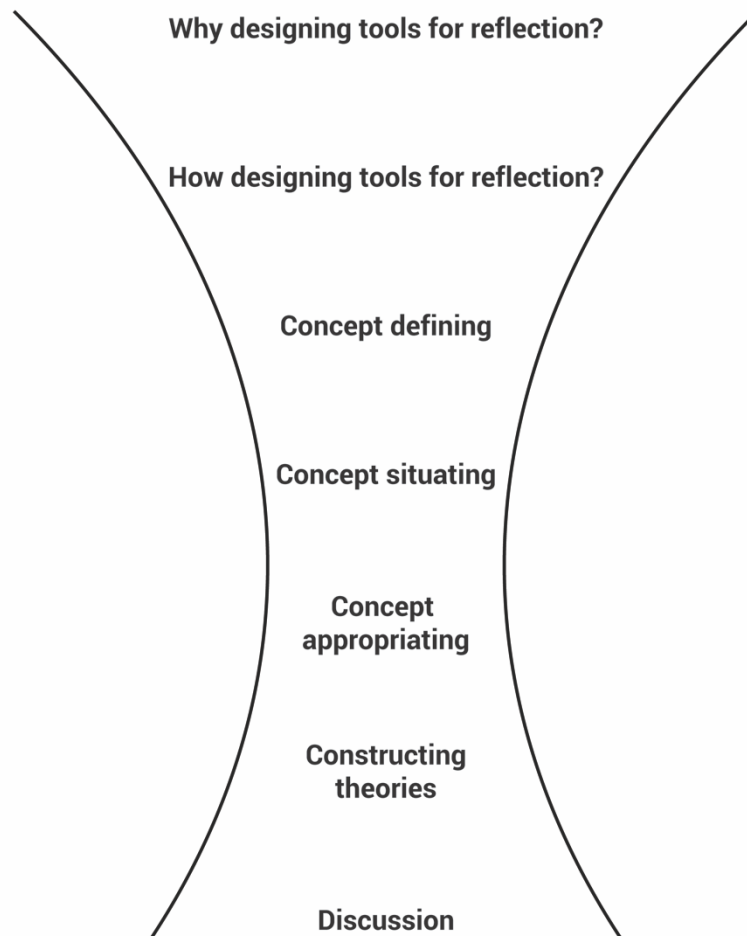 Why designing tools for reflection?
How designing tools for reflection?
Concept defining
Concept situating
Concept
appropriating
Constructing
theories
Discussion